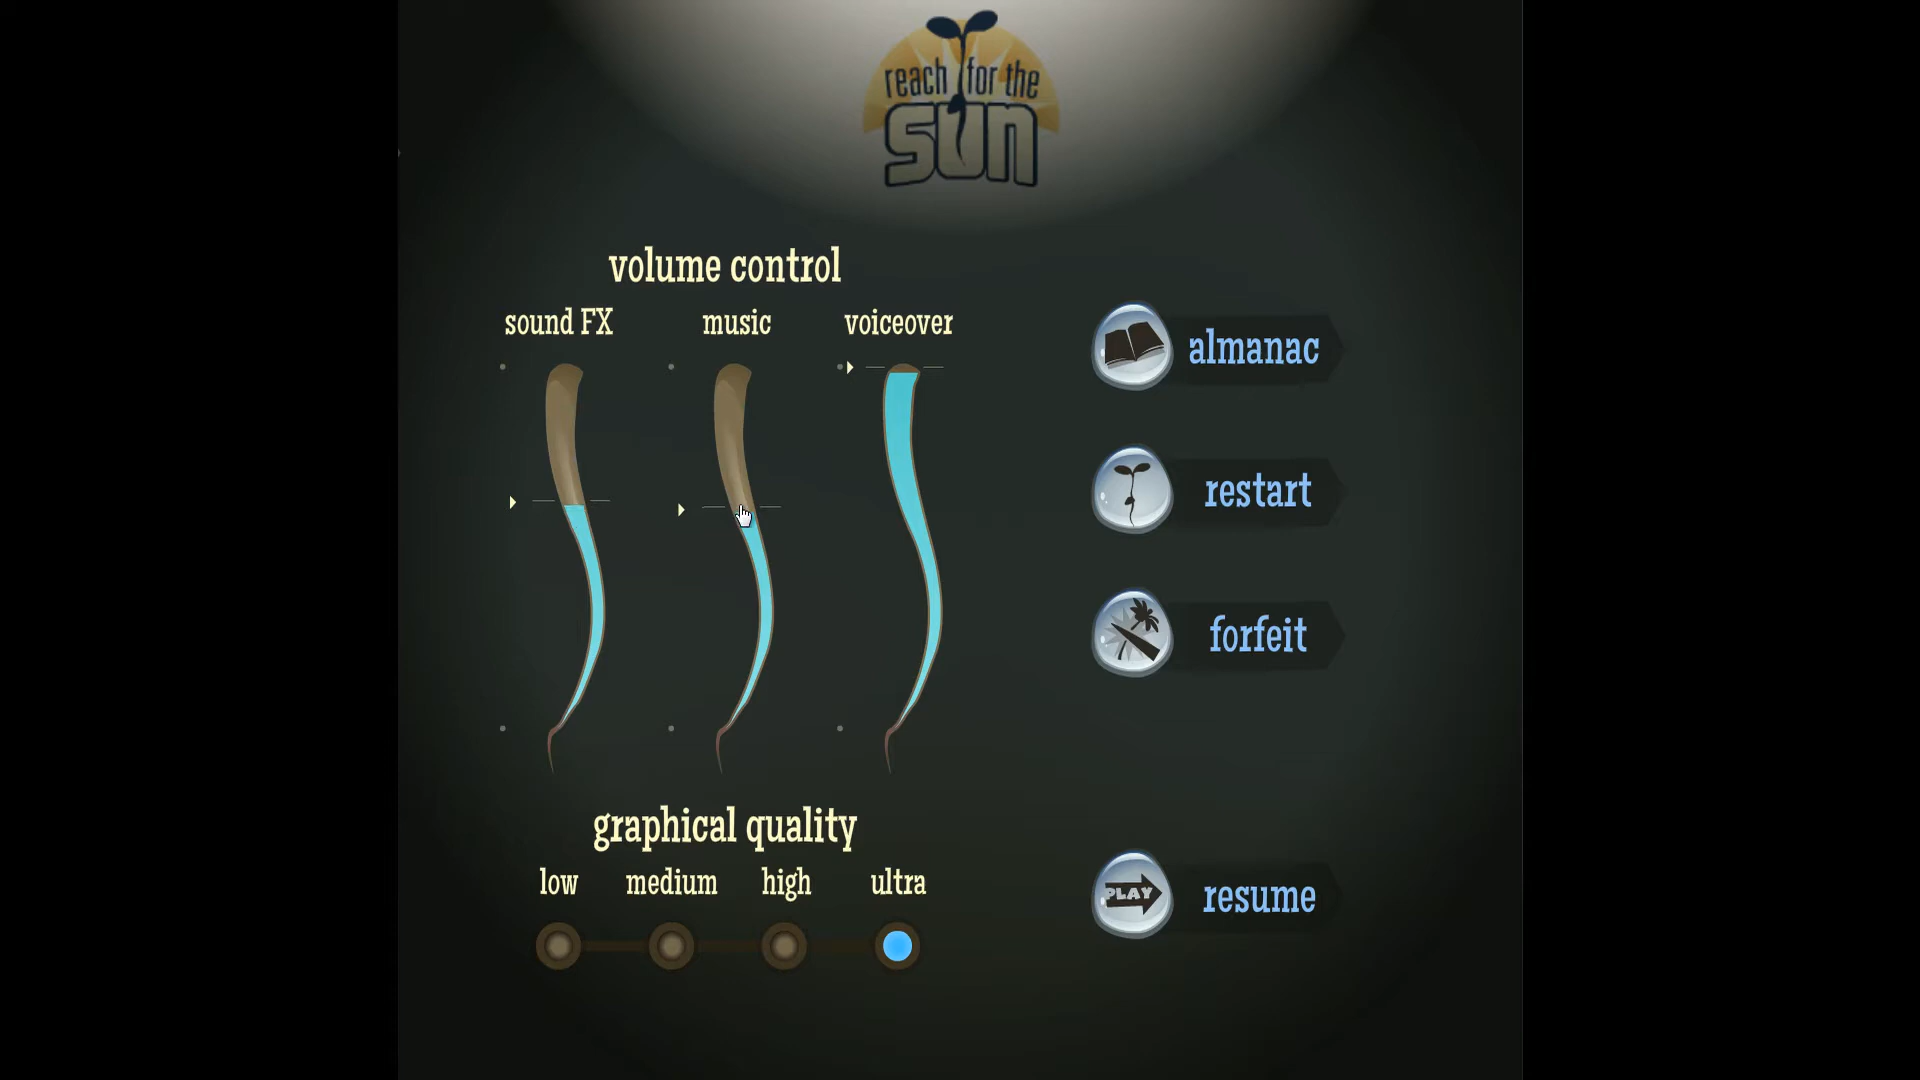 reach for the
sun
volume control
sound FX
music
voiceover
almanac
restart
forfeit
graphical quality
low
medium
high
ultra
PLAY
resume